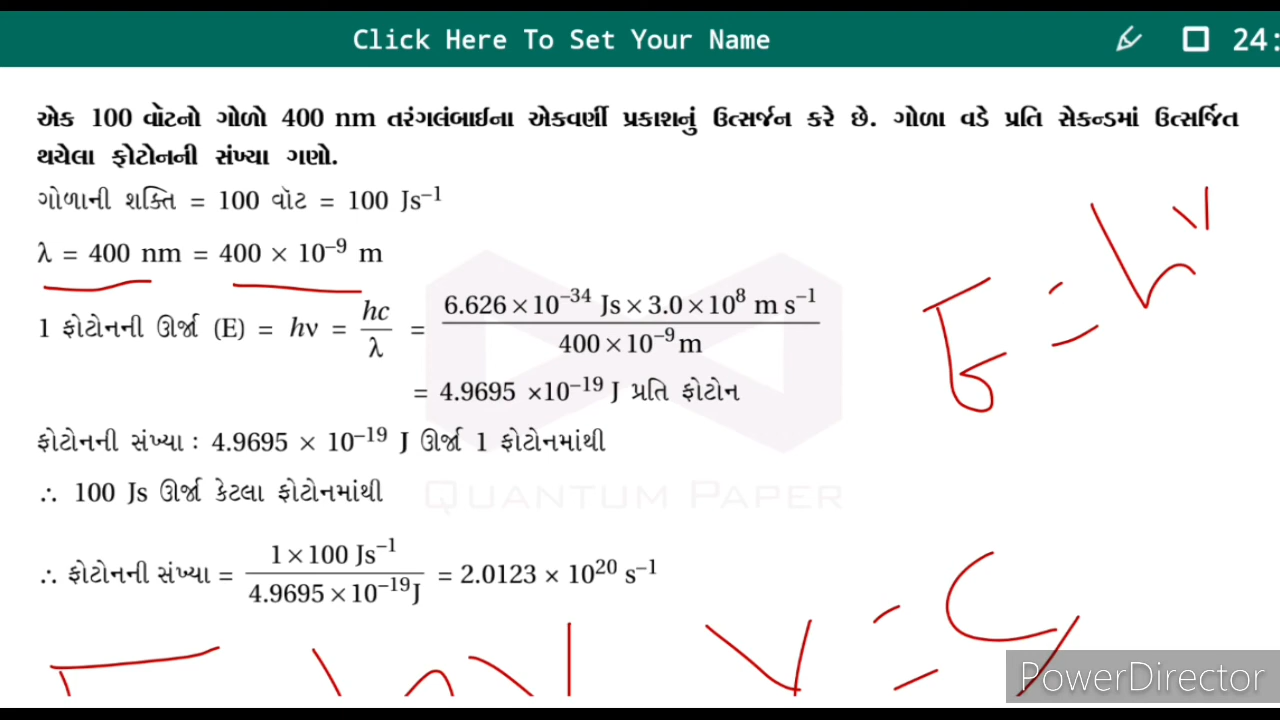 Click Here To Set Your Name
24:
એક 100 વૉટનો ગોળો 400 nm તરંગલંબાઈના એકવર્ણી પ્રકાશનું ઉત્સર્જન કરે છે. ગોળા વડે પ્રતિ સેકન્ડમાં ઉત્સર્જિત
થયેલા ફોટોનની સંખ્યા ગણો.
ગોળાની શક્તિ = 100 વૉટ = 100 Js⁻¹
λ = 400 nm = 400 × 10⁻⁹ m
1 ફોટોનની ઊર્જા (E) = hν = hc/λ = 6.626×10⁻³⁴ Js×3.0×10⁸ m s⁻¹ / 400×10⁻⁹ m
= 4.9695 ×10⁻¹⁹ J પ્રતિ ફોટોન
ફોટોનની સંખ્યા : 4.9695 × 10⁻¹⁹ J ઊર્જા 1 ફોટોનમાંથી
∴ 100 Js ઊર્જા કેટલા ફોટોનમાંથી
QUANTUM PAPER
∴ ફોટોનની સંખ્યા = 1×100 Js⁻¹ / 4.9695×10⁻¹⁹ J = 2.0123 × 10²⁰ s⁻¹
E = hν
ν = c
PowerDirector